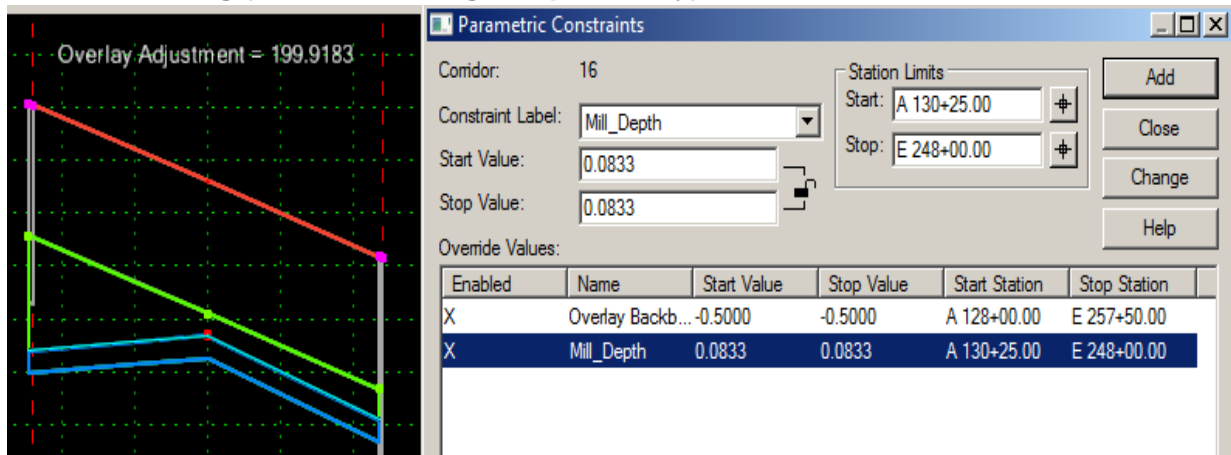 Overlay Adjustment = 199.9183
Parametric Constraints
Corridor: 16
Constraint Label: Mill_Depth
Start Value: 0.0833
Stop Value: 0.0833
Station Limits
Start: A 130+25.00
Stop: E 248+00.00
Add
Close
Change
Help
Override Values:
Enabled Name Start Value Stop Value Start Station Stop Station
X Overlay Backb... -0.5000 -0.5000 A 128+00.00 E 257+50.00
X Mill_Depth 0.0833 0.0833 A 130+25.00 E 248+00.00